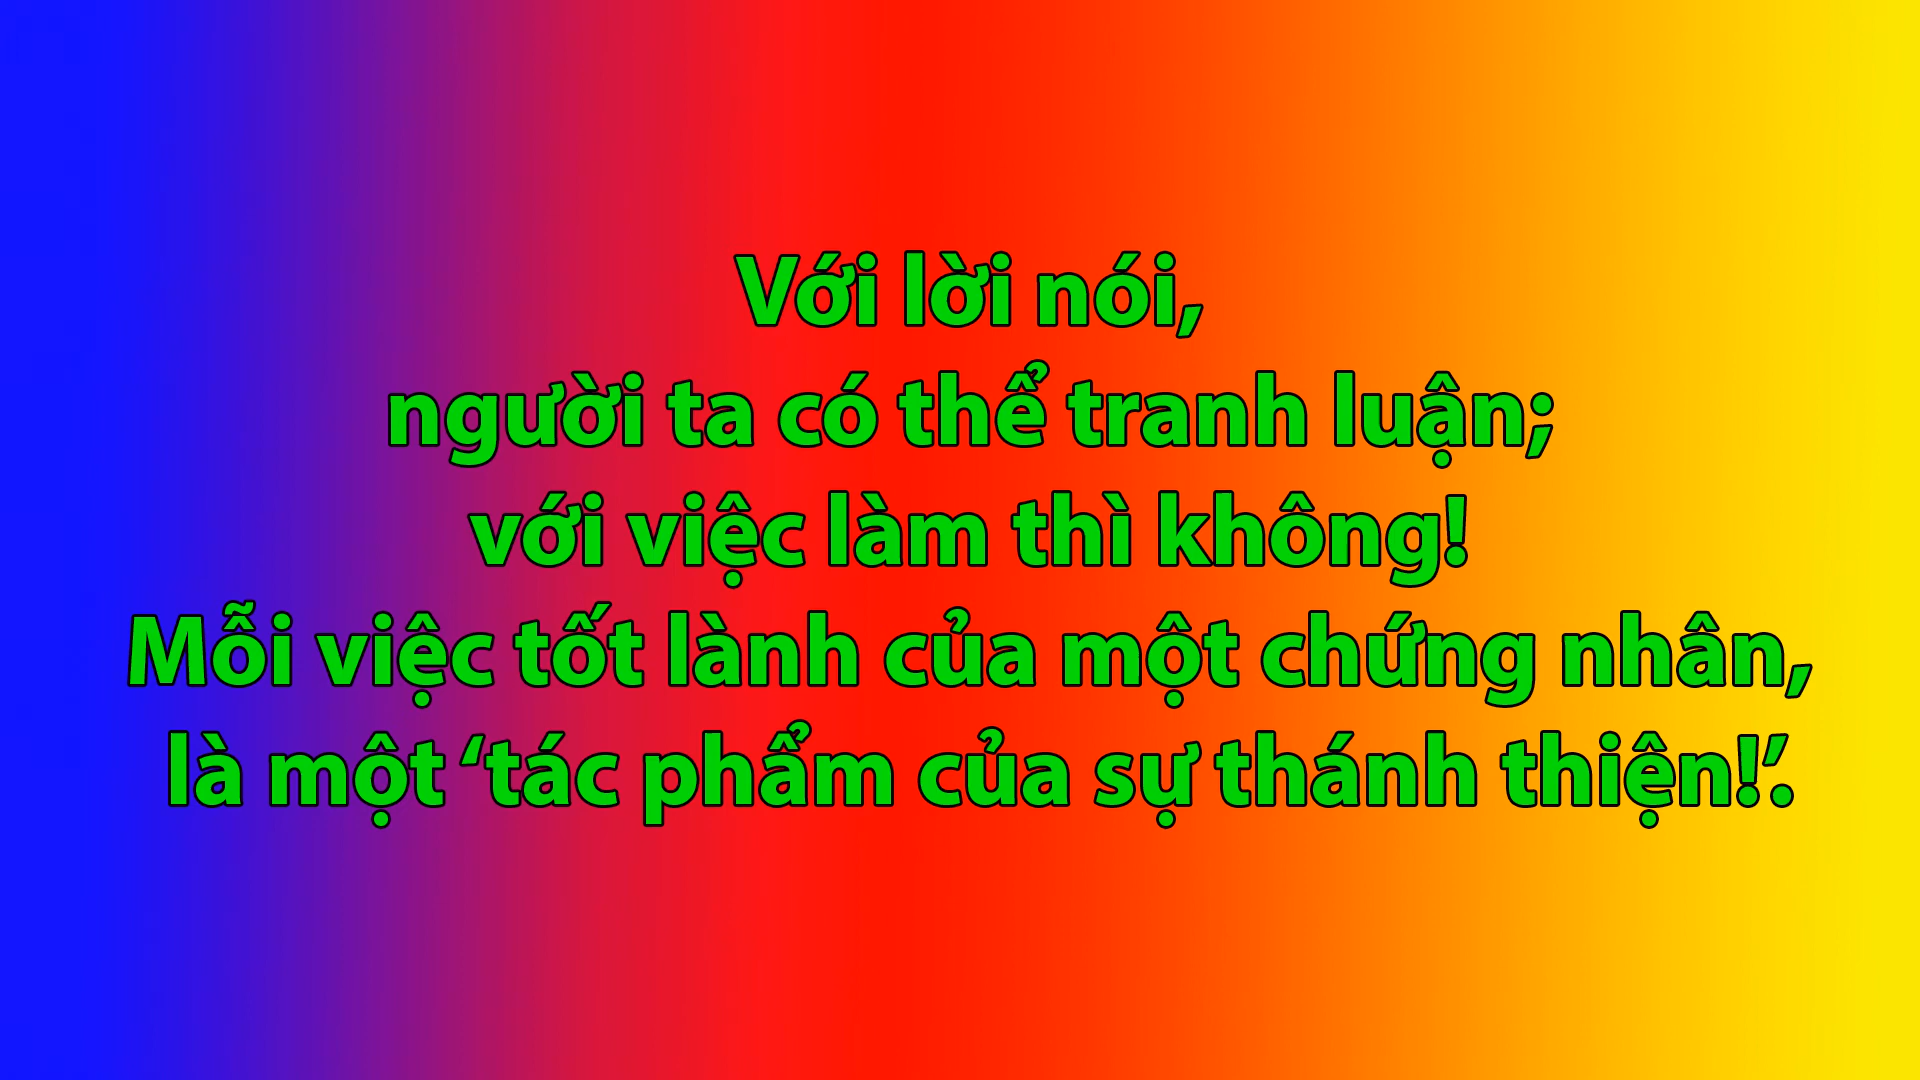 Với lời nói,
người ta có thể tranh luận;
với việc làm thì không!
Mỗi việc tốt lành của một chứng nhân,
là một ‘tác phẩm của sự thánh thiện!’.